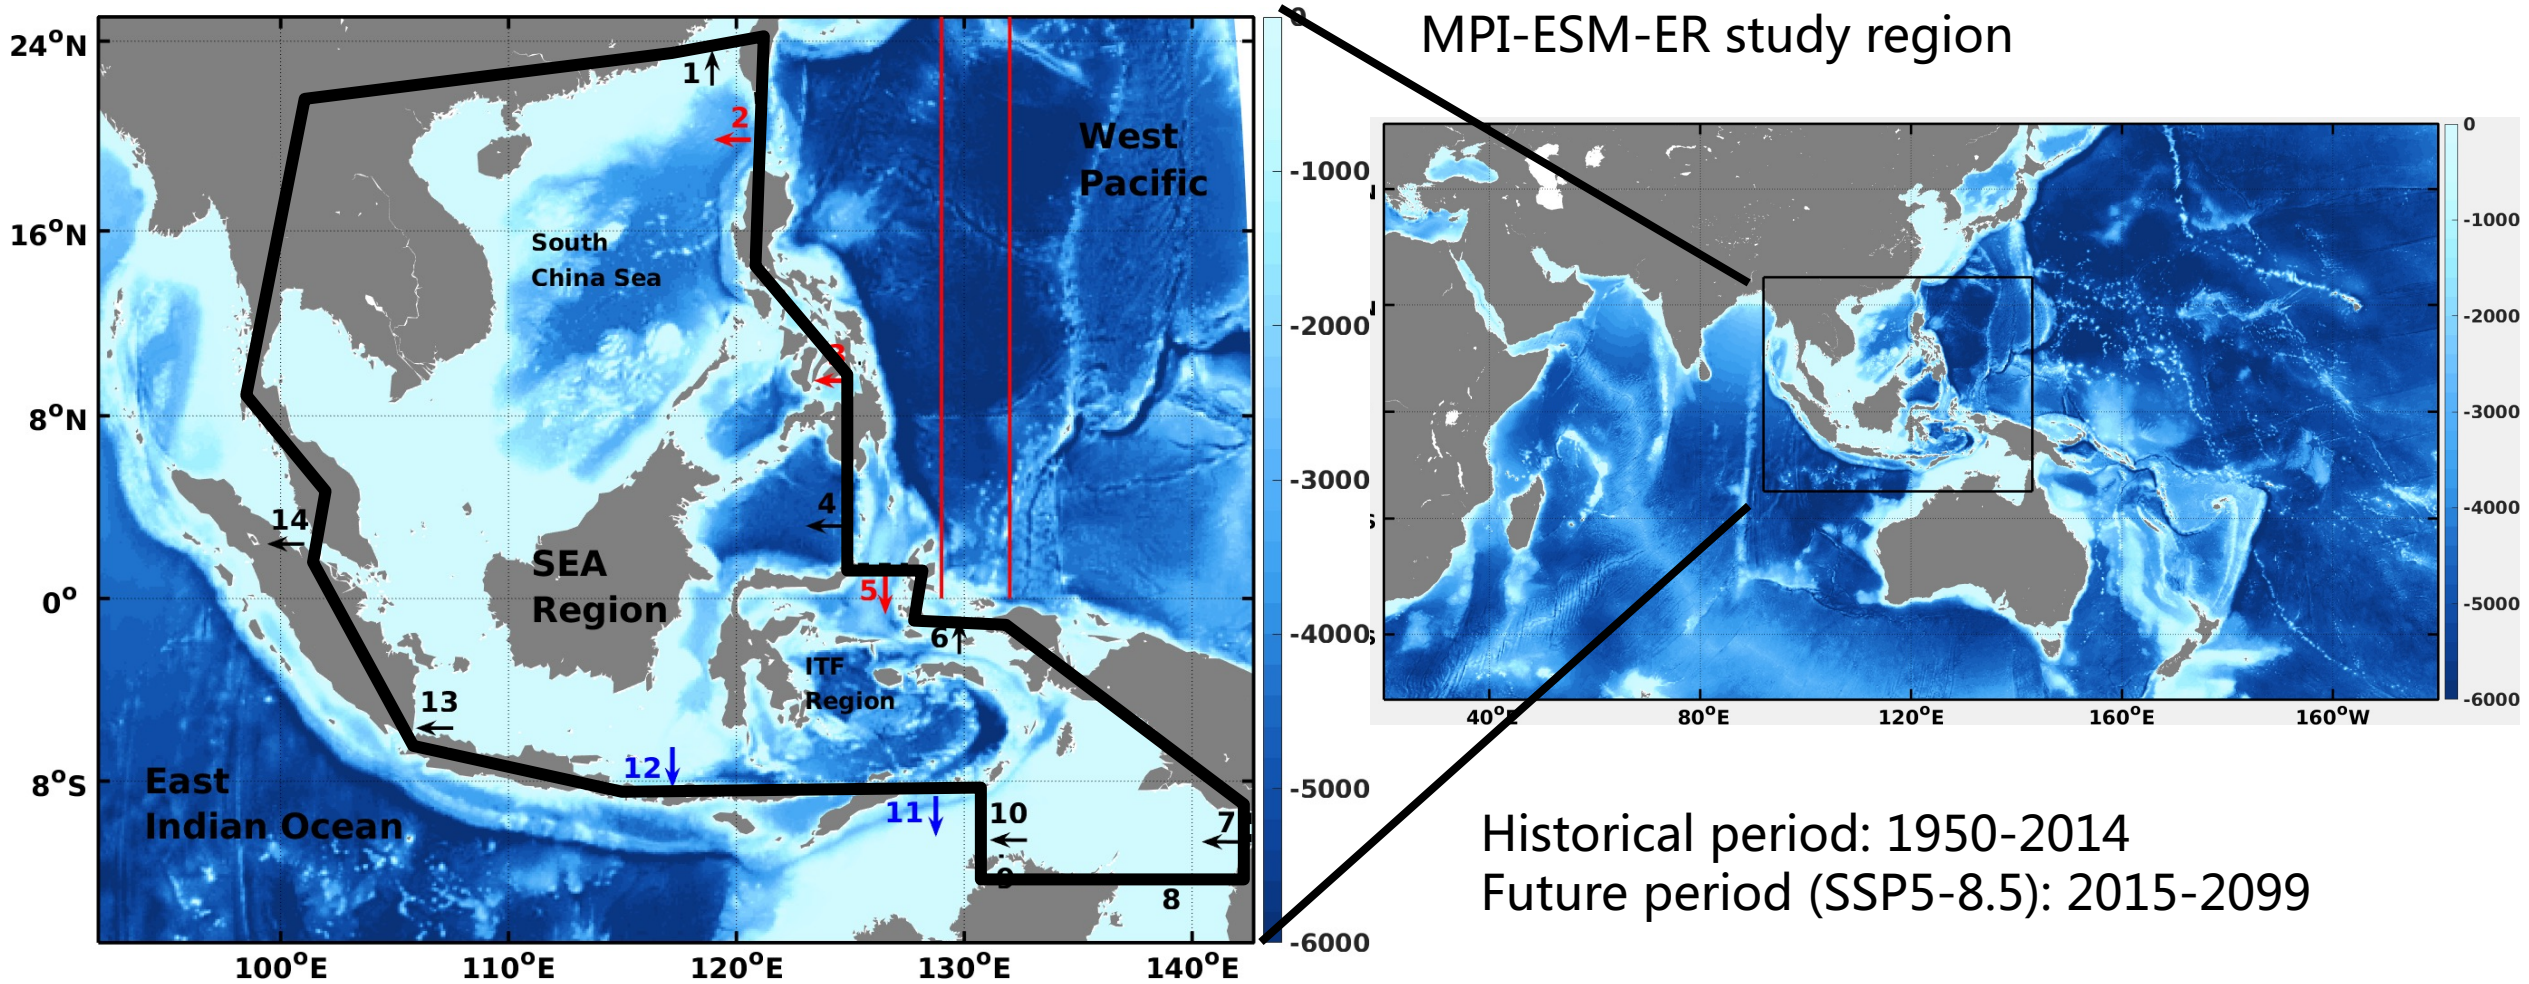 MPI-ESM-ER study region
24°N
16°N
8°N
0°
8°S
100°E
110°E
120°E
130°E
140°E
1
2
3
4
5
6
7
8
9
10
11
12
13
14
West
Pacific
South
China Sea
SEA
Region
ITF
Region
East
Indian Ocean
0
-1000
-2000
-3000
-4000
-5000
-6000
0
-1000
-2000
-3000
-4000
-5000
-6000
80°E
120°E
160°E
160°W
Historical period: 1950-2014
Future period (SSP5-8.5): 2015-2099